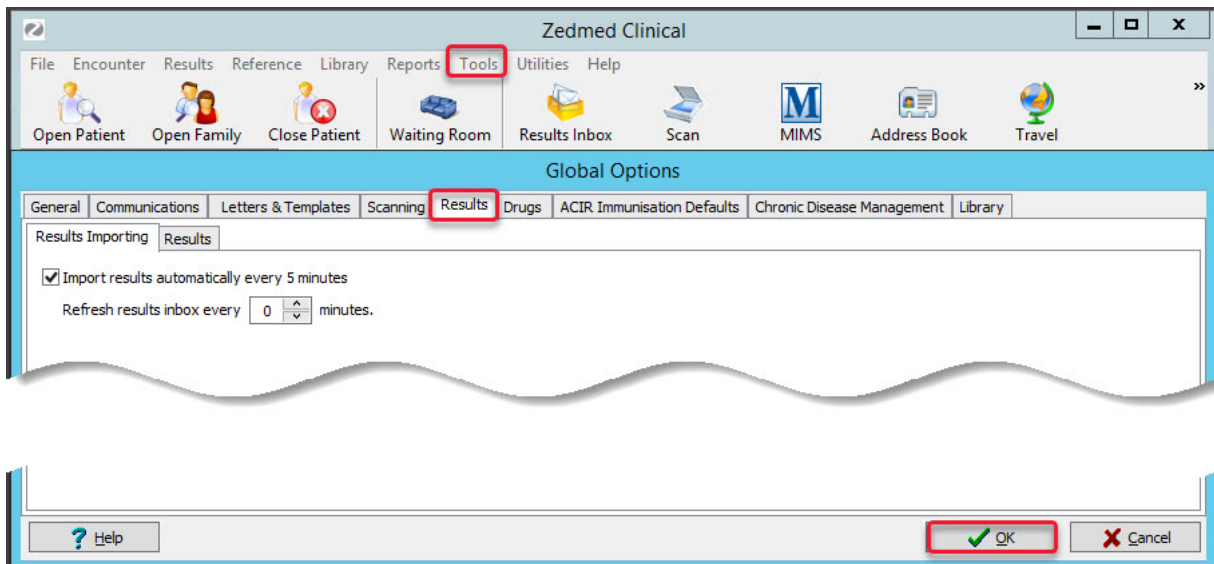 Zedmed Clinical
File Encounter Results Reference Library Reports Tools Utilities Help
Open Patient Open Family Close Patient Waiting Room Results Inbox Scan MIMS Address Book Travel
Global Options
General Communications Letters & Templates Scanning Results Drugs ACIR Immunisation Defaults Chronic Disease Management Library
Results Importing Results
Import results automatically every 5 minutes
Refresh results inbox every 0 minutes.
? Help OK Cancel